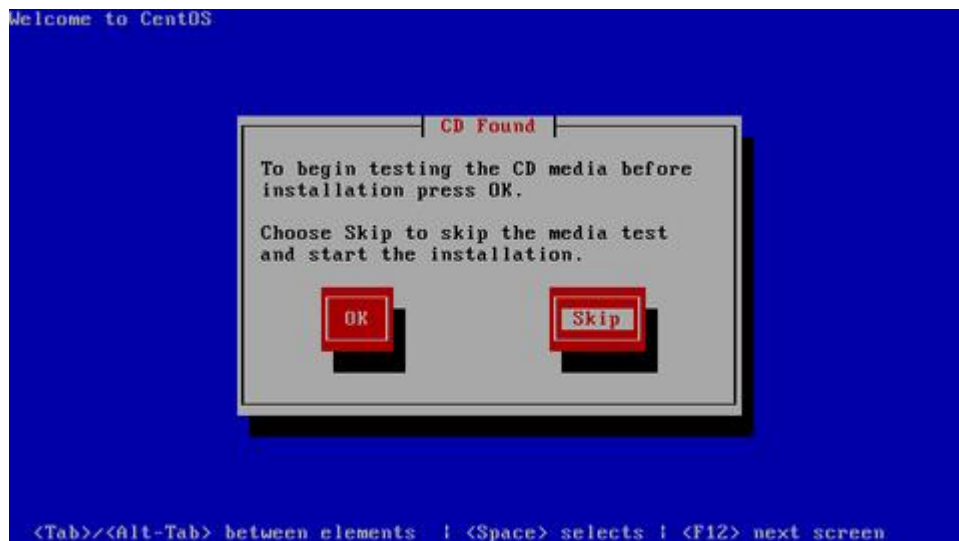 Welcome to CentOS
CD Found
To begin testing the CD media before
installation press OK.
Choose Skip to skip the media test
and start the installation.
OK Skip
<Tab>/<Alt-Tab> between elements | <Space> selects | <F12> next screen